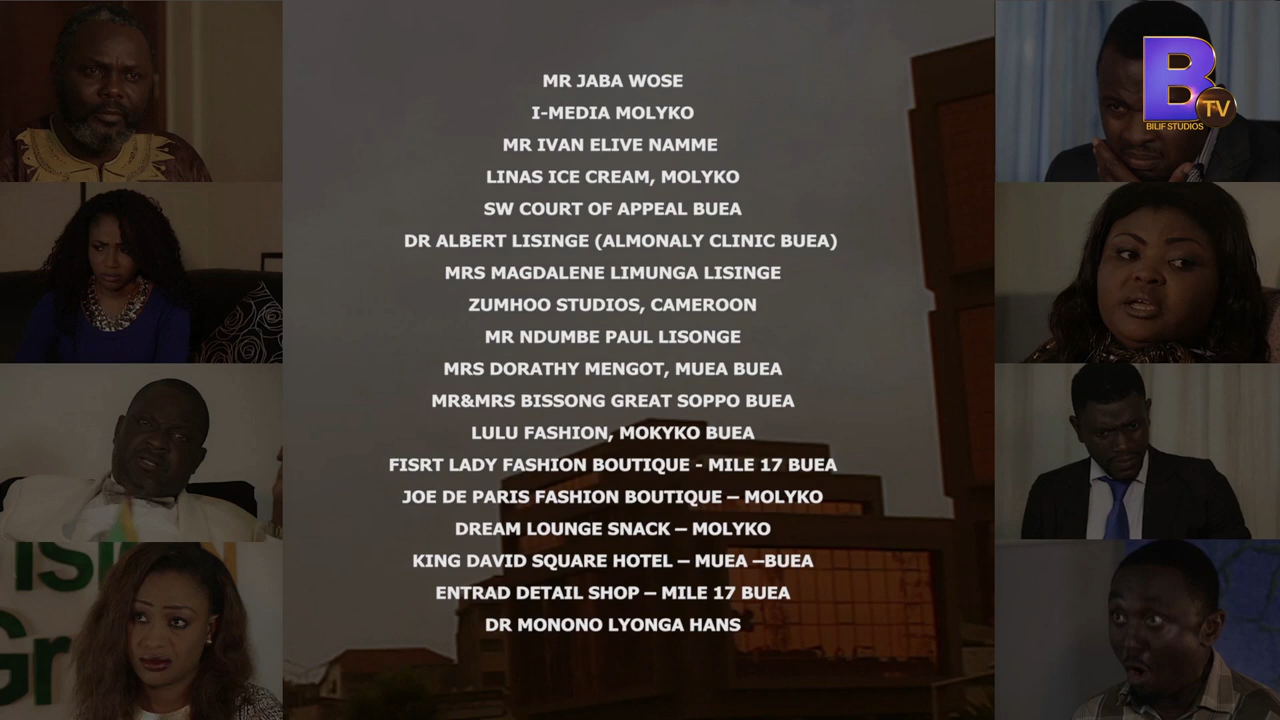 MR JABA WOSE
I-MEDIA MOLYKO
MR IVAN ELIVE NAMME
LINAS ICE CREAM, MOLYKO
SW COURT OF APPEAL BUEA
DR ALBERT LISINGE (ALMONALY CLINIC BUEA)
MRS MAGDALENE LIMUNGA LISINGE
ZUMHOO STUDIOS, CAMEROON
MR NDUMBE PAUL LISONGE
MRS DORATHY MENGOT, MUEA BUEA
MR&MRS BISSONG GREAT SOPPO BUEA
LULU FASHION, MOKYKO BUEA
FISRT LADY FASHION BOUTIQUE - MILE 17 BUEA
JOE DE PARIS FASHION BOUTIQUE – MOLYKO
DREAM LOUNGE SNACK – MOLYKO
KING DAVID SQUARE HOTEL – MUEA –BUEA
ENTRAD DETAIL SHOP – MILE 17 BUEA
DR MONONO LYONGA HANS
B TV
BILIF STUDIOS
Gr